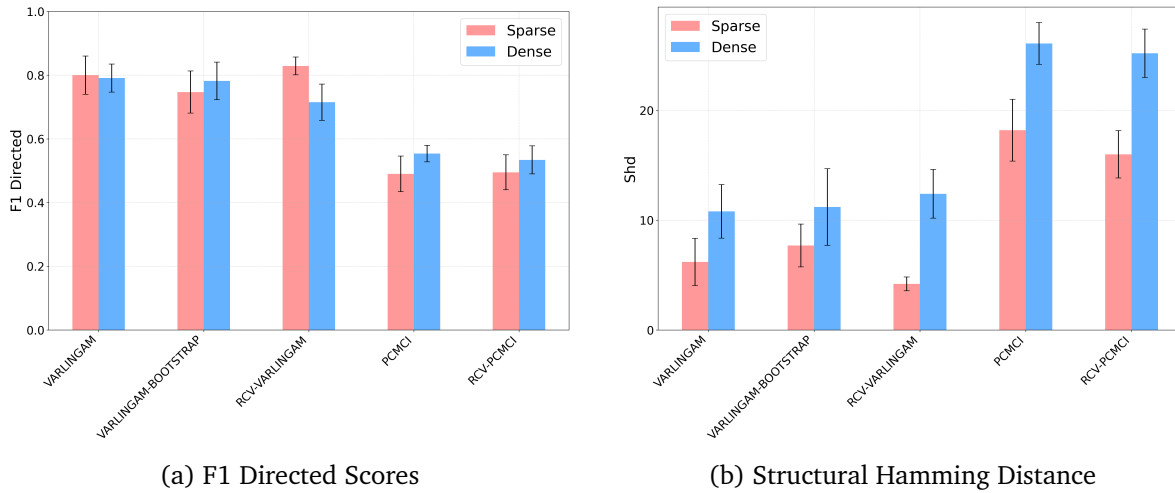 1.0
0.8
0.6
0.4
0.2
0.0
F1 Directed
Sparse
Dense
VARLINGAM
VARLINGAM-BOOTSTRAP
RCV-VARLINGAM
PCMCI
RCV-PCMCI
(a) F1 Directed Scores
20
10
0
Shd
Sparse
Dense
VARLINGAM
VARLINGAM-BOOTSTRAP
RCV-VARLINGAM
PCMCI
RCV-PCMCI
(b) Structural Hamming Distance